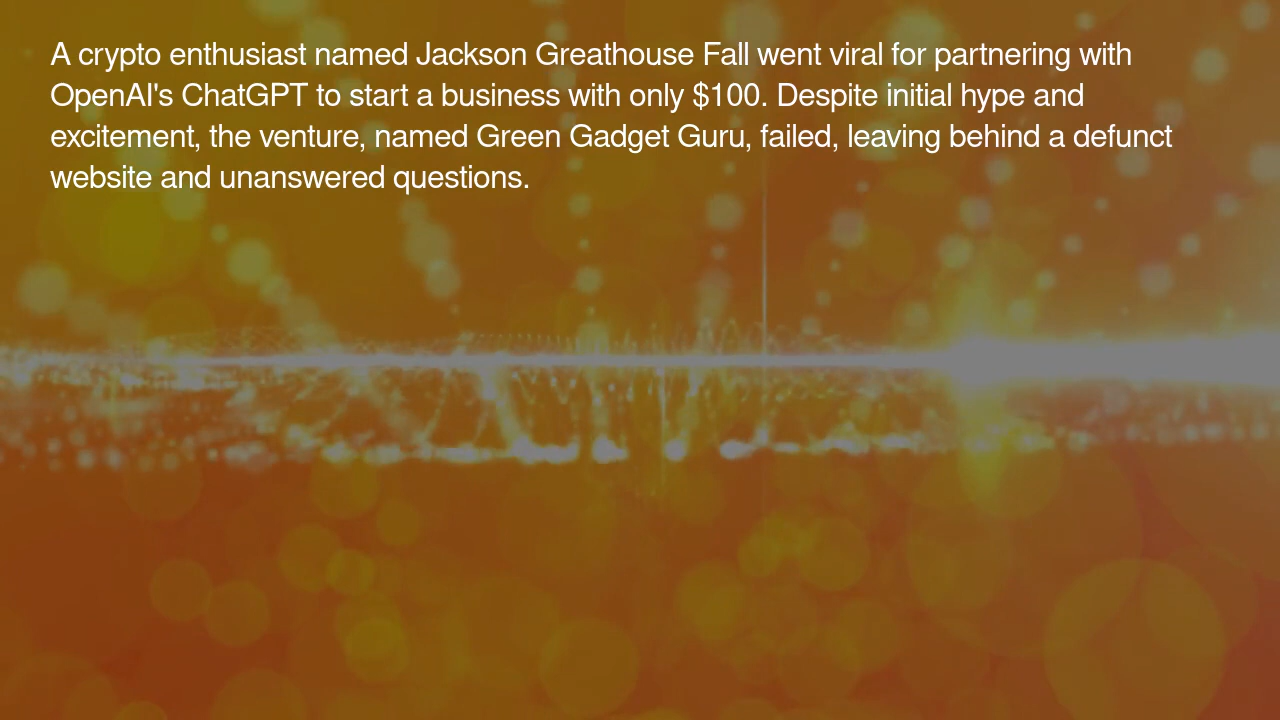 A crypto enthusiast named Jackson Greathouse Fall went viral for partnering with
OpenAI's ChatGPT to start a business with only $100. Despite initial hype and
excitement, the venture, named Green Gadget Guru, failed, leaving behind a defunct
website and unanswered questions.